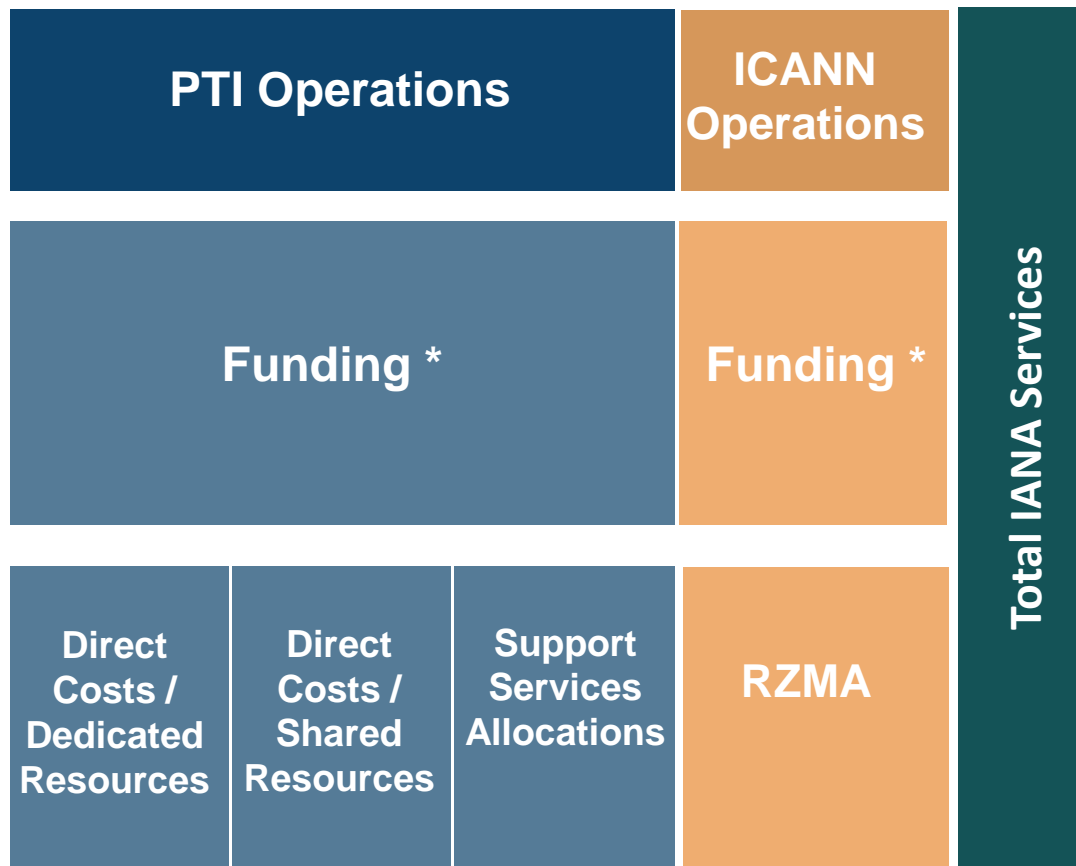 PTI Operations
ICANN
Operations
Funding *
Funding *
Direct
Costs /
Dedicated
Resources
Direct
Costs /
Shared
Resources
Support
Services
Allocations
RZMA
Total IANA Services